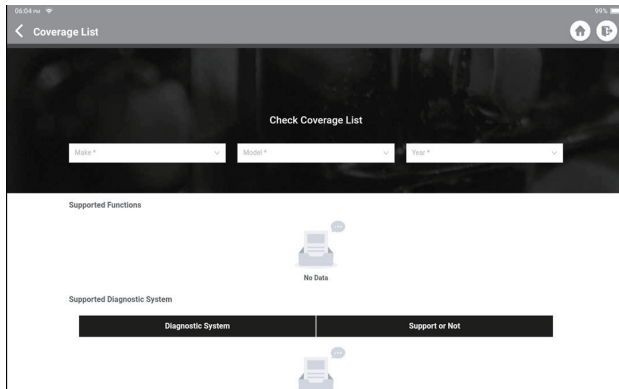 06:04 PM 99%
Coverage List
Check Coverage List
Make * Model * Year *
Supported Functions
No Data
Supported Diagnostic System
Diagnostic System Support or Not